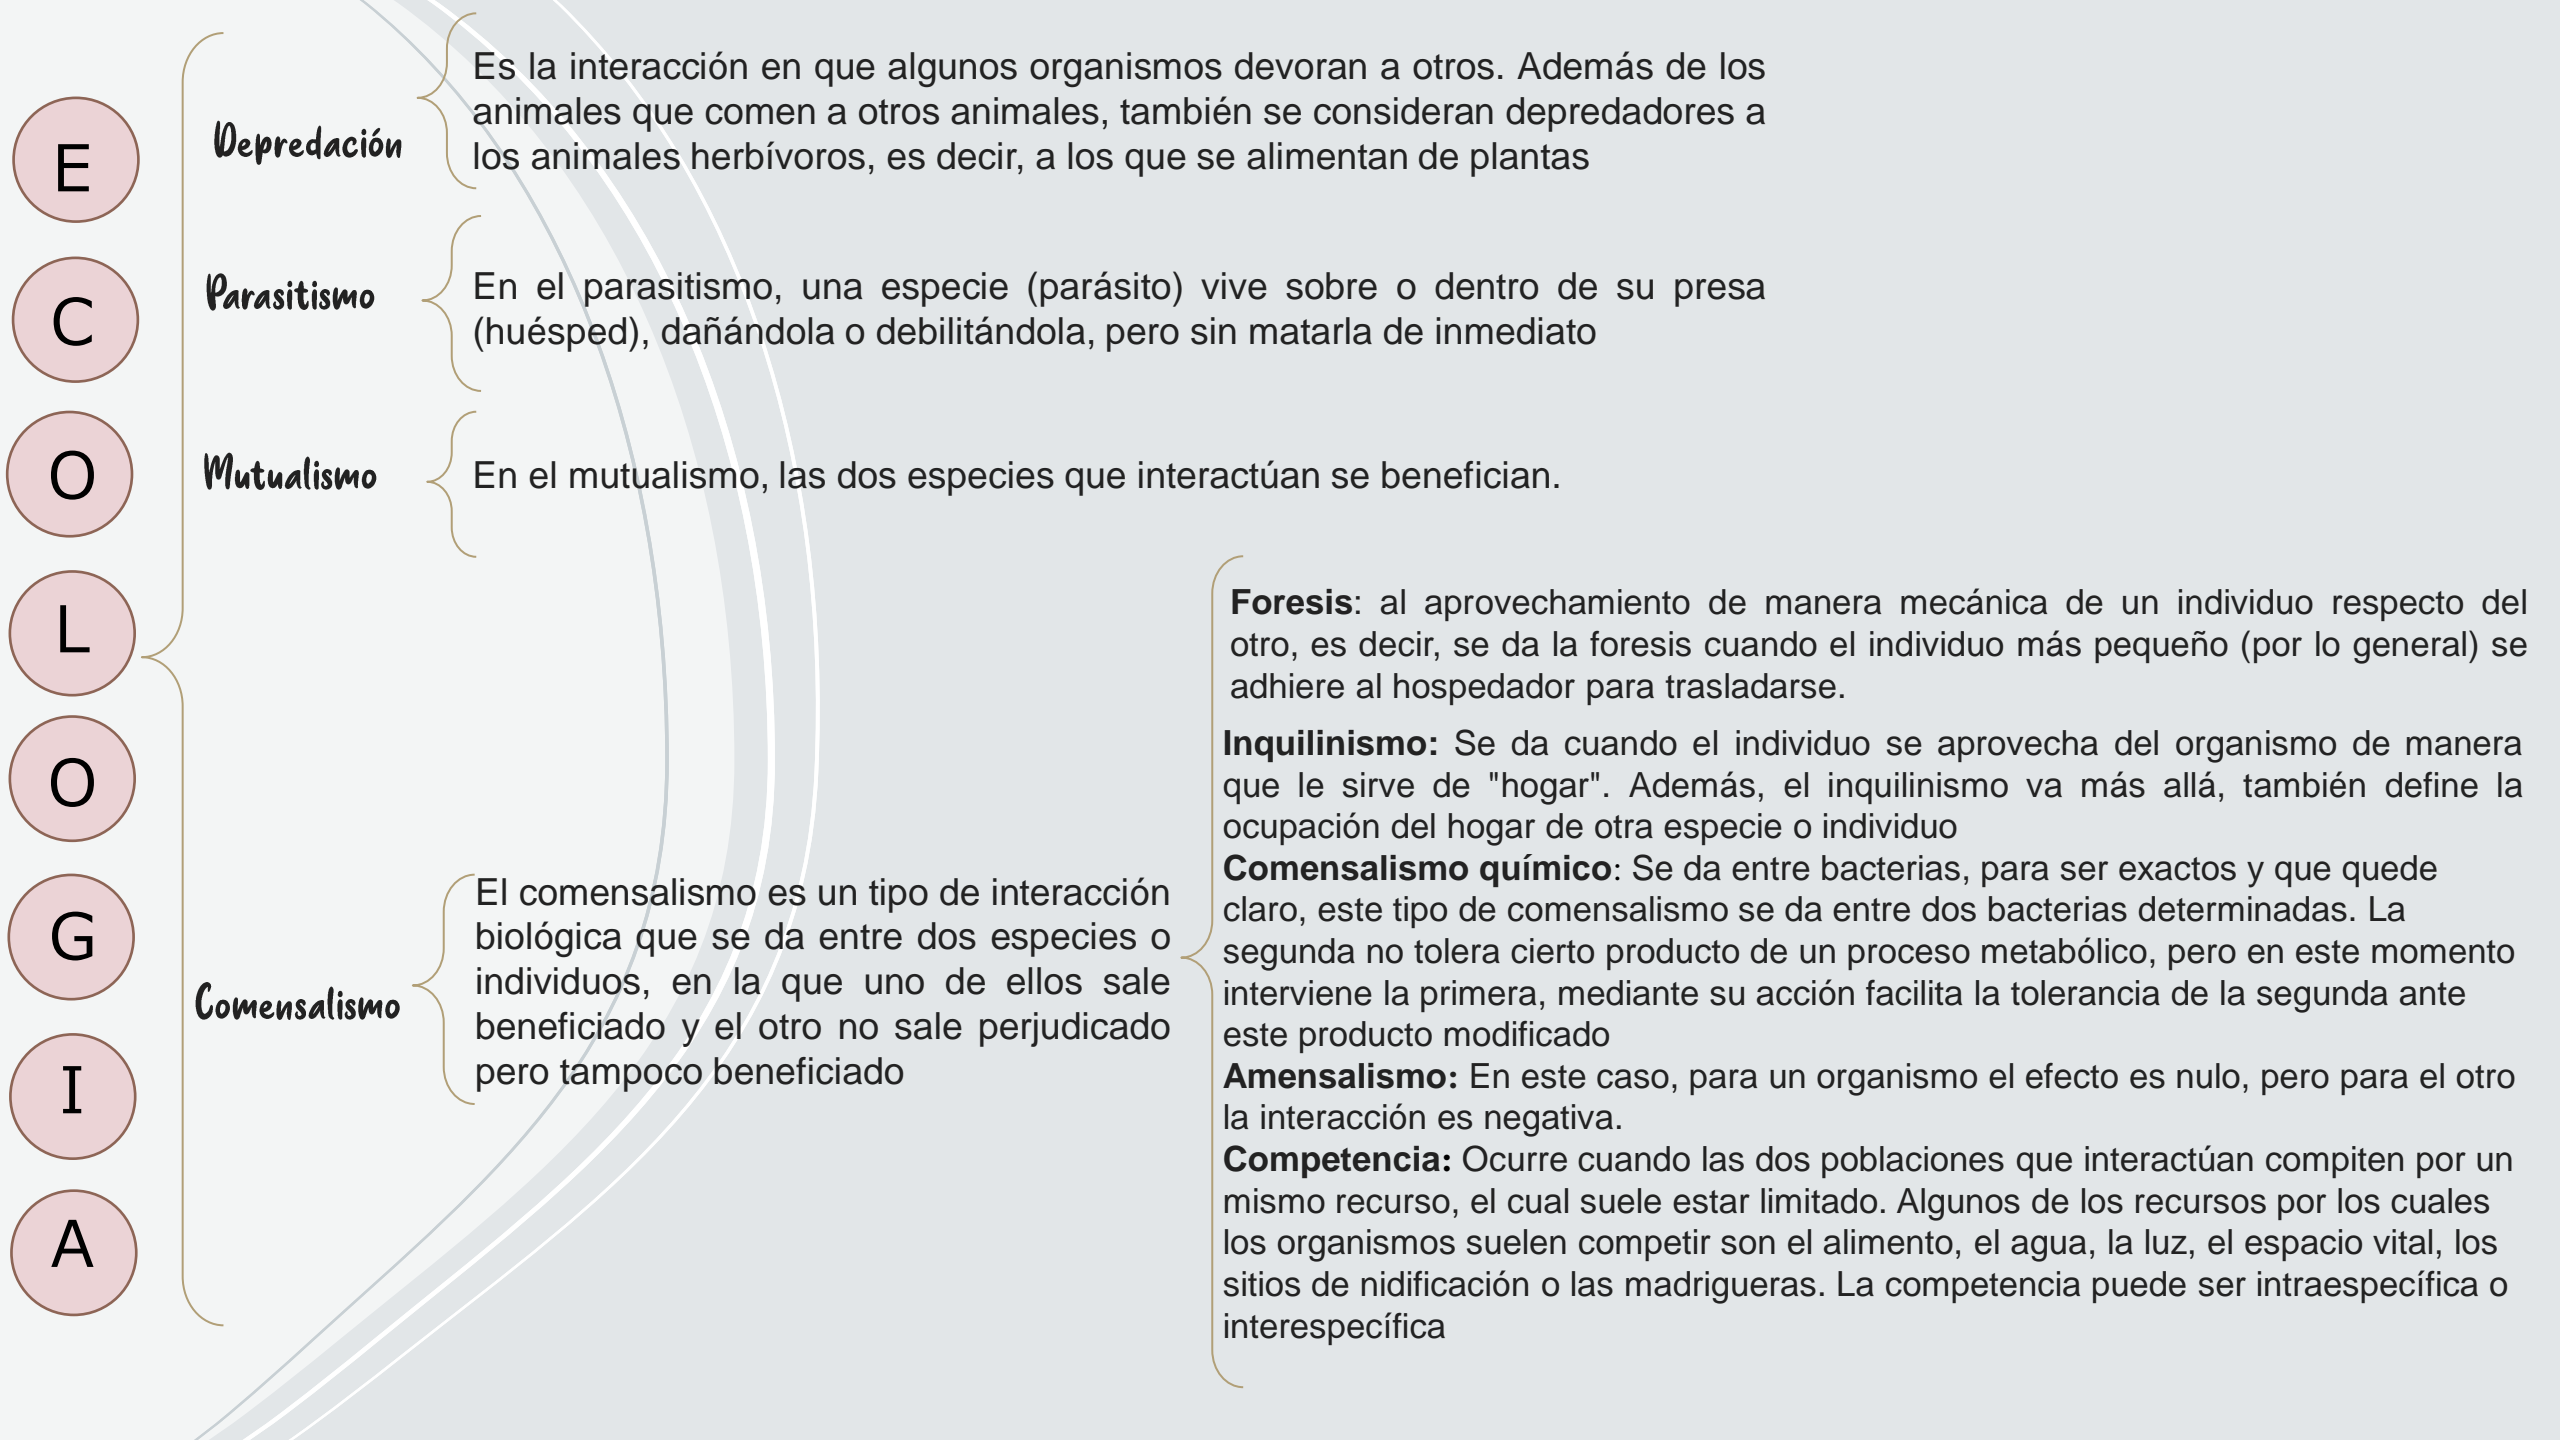 E
C
O
L
O
G
I
A
Depredación
Es la interacción en que algunos organismos devoran a otros. Además de los
animales que comen a otros animales, también se consideran depredadores a
los animales herbívoros, es decir, a los que se alimentan de plantas
Parasitismo
En el parasitismo, una especie (parásito) vive sobre o dentro de su presa
(huésped), dañándola o debilitándola, pero sin matarla de inmediato
Mutualismo
En el mutualismo, las dos especies que interactúan se benefician.
Comensalismo
El comensalismo es un tipo de interacción
biológica que se da entre dos especies o
individuos, en la que uno de ellos sale
beneficiado y el otro no sale perjudicado
pero tampoco beneficiado
Foresis: al aprovechamiento de manera mecánica de un individuo respecto del
otro, es decir, se da la foresis cuando el individuo más pequeño (por lo general) se
adhiere al hospedador para trasladarse.
Inquilinismo: Se da cuando el individuo se aprovecha del organismo de manera
que le sirve de "hogar". Además, el inquilinismo va más allá, también define la
ocupación del hogar de otra especie o individuo
Comensalismo químico: Se da entre bacterias, para ser exactos y que quede
claro, este tipo de comensalismo se da entre dos bacterias determinadas. La
segunda no tolera cierto producto de un proceso metabólico, pero en este momento
interviene la primera, mediante su acción facilita la tolerancia de la segunda ante
este producto modificado
Amensalismo: En este caso, para un organismo el efecto es nulo, pero para el otro
la interacción es negativa.
Competencia: Ocurre cuando las dos poblaciones que interactúan compiten por un
mismo recurso, el cual suele estar limitado. Algunos de los recursos por los cuales
los organismos suelen competir son el alimento, el agua, la luz, el espacio vital, los
sitios de nidificación o las madrigueras. La competencia puede ser intraespecífica o
interespecífica